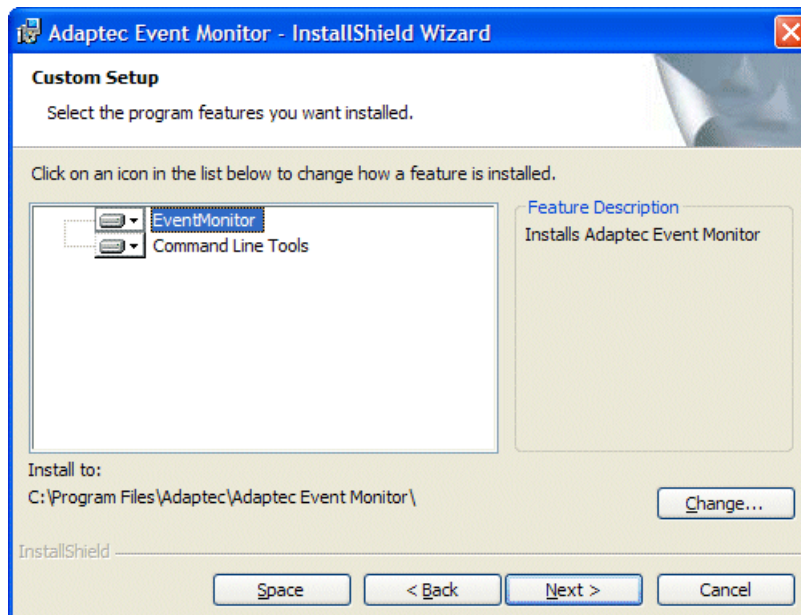 Adaptec Event Monitor - InstallShield Wizard
Custom Setup
Select the program features you want installed.
Click on an icon in the list below to change how a feature is installed.
EventMonitor
Command Line Tools
Feature Description
Installs Adaptec Event Monitor
Install to:
C:\Program Files\Adaptec\Adaptec Event Monitor\
Change...
InstallShield
Space
< Back
Next >
Cancel